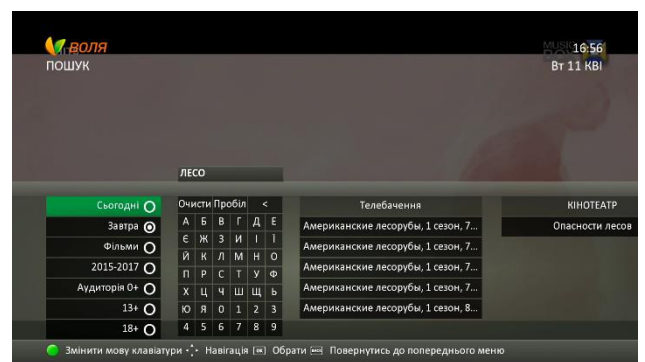 воля
MUSIC
BOX
16:56
ПОШУК
Вт 11 КВІ
ЛЕСО
Сьогодні
Завтра
Фільми
2015-2017
Аудиторія 0+
13+
18+
Очисти Пробіл <
А Б В Г Д Е
Є Ж З И І Ї
Й К Л М Н О
П Р С Т У Ф
Х Ц Ч Ш Щ Ь
Ю Я 0 1 2 3
4 5 6 7 8 9
Телебачення
Американские лесорубы, 1 сезон, 7...
Американские лесорубы, 1 сезон, 7...
Американские лесорубы, 1 сезон, 7...
Американские лесорубы, 1 сезон, 7...
Американские лесорубы, 1 сезон, 8...
КІНОТЕАТР
Опасности лесов
Змінити мову клавіатури Навігація [OK] Обрати Повернутись до попереднього меню